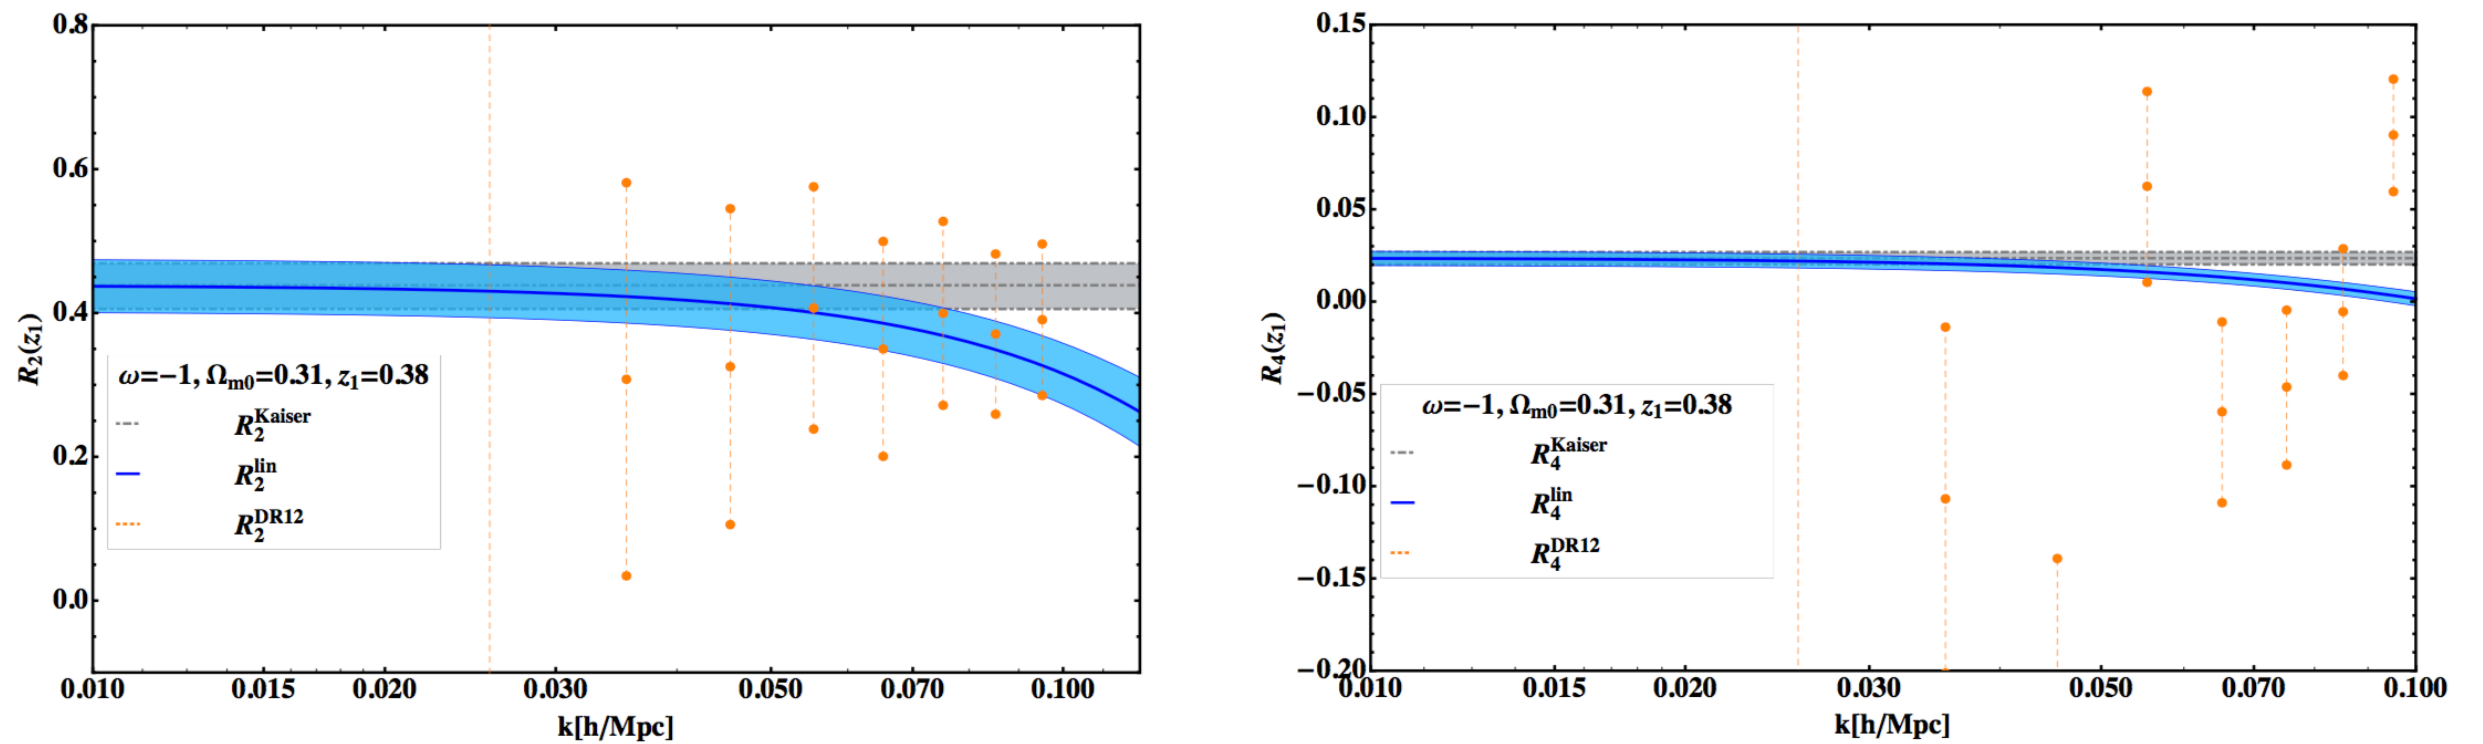 0.8
0.6
0.4
0.2
0.0
R2(z1)
ω=−1, Ωm0=0.31, z1=0.38
R2Kaiser
R2lin
R2DR12
0.010 0.015 0.020 0.030 0.050 0.070 0.100
k[h/Mpc]
0.15
0.10
0.05
0.00
−0.05
−0.10
−0.15
−0.20
R4(z1)
ω=−1, Ωm0=0.31, z1=0.38
R4Kaiser
R4lin
R4DR12
0.010 0.015 0.020 0.030 0.050 0.070 0.100
k[h/Mpc]